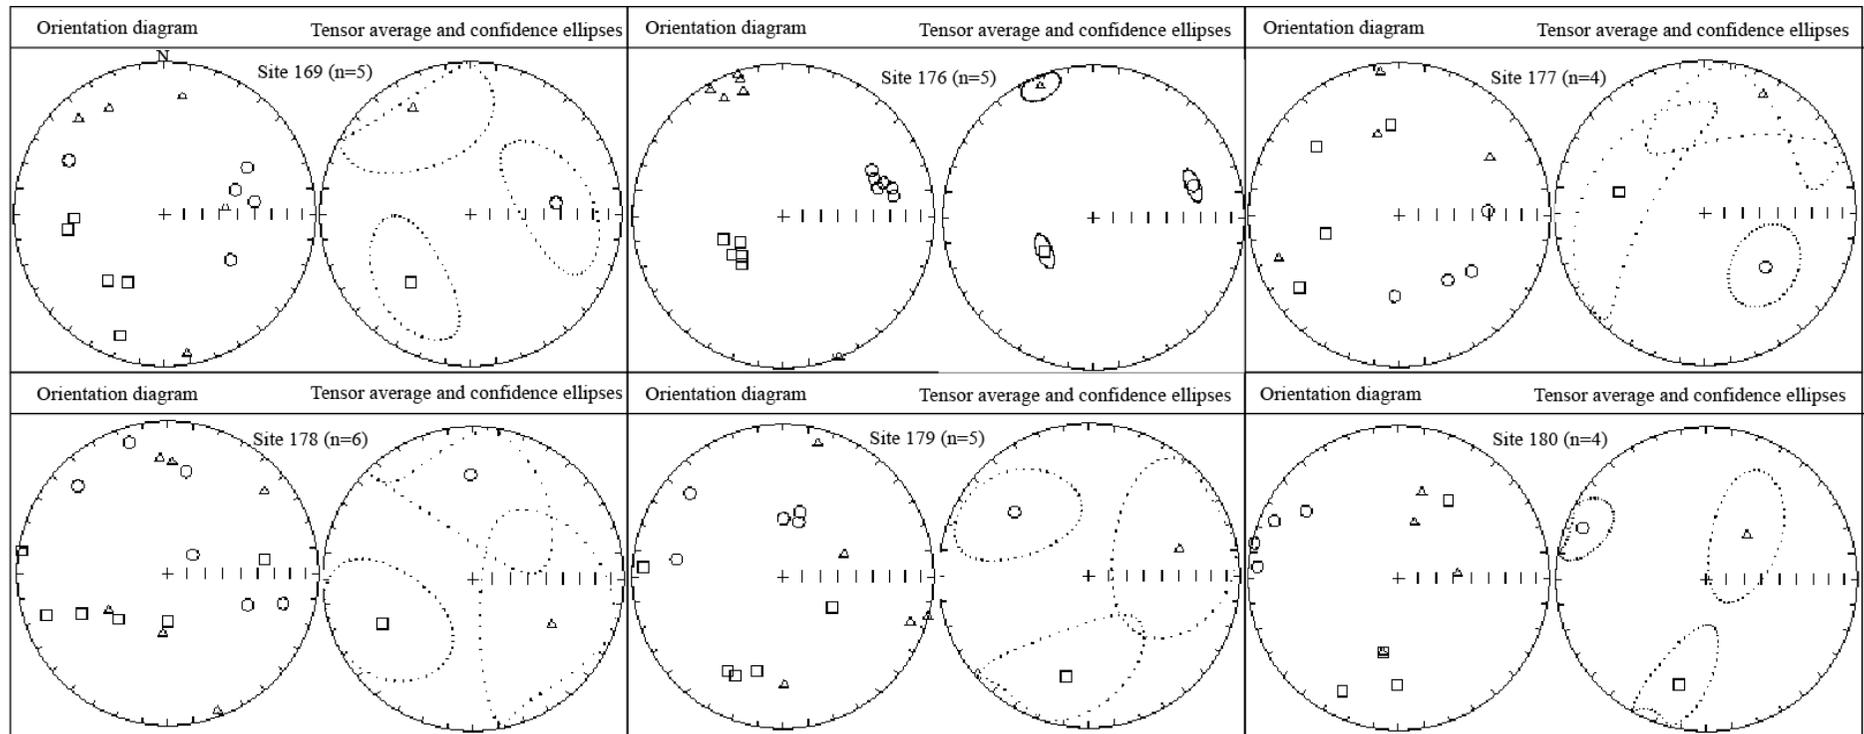 Orientation diagram Tensor average and confidence ellipses
Orientation diagram Tensor average and confidence ellipses
Orientation diagram Tensor average and confidence ellipses
N
Site 169 (n=5)
Site 176 (n=5)
Site 177 (n=4)
Orientation diagram Tensor average and confidence ellipses
Orientation diagram Tensor average and confidence ellipses
Orientation diagram Tensor average and confidence ellipses
Site 178 (n=6)
Site 179 (n=5)
Site 180 (n=4)